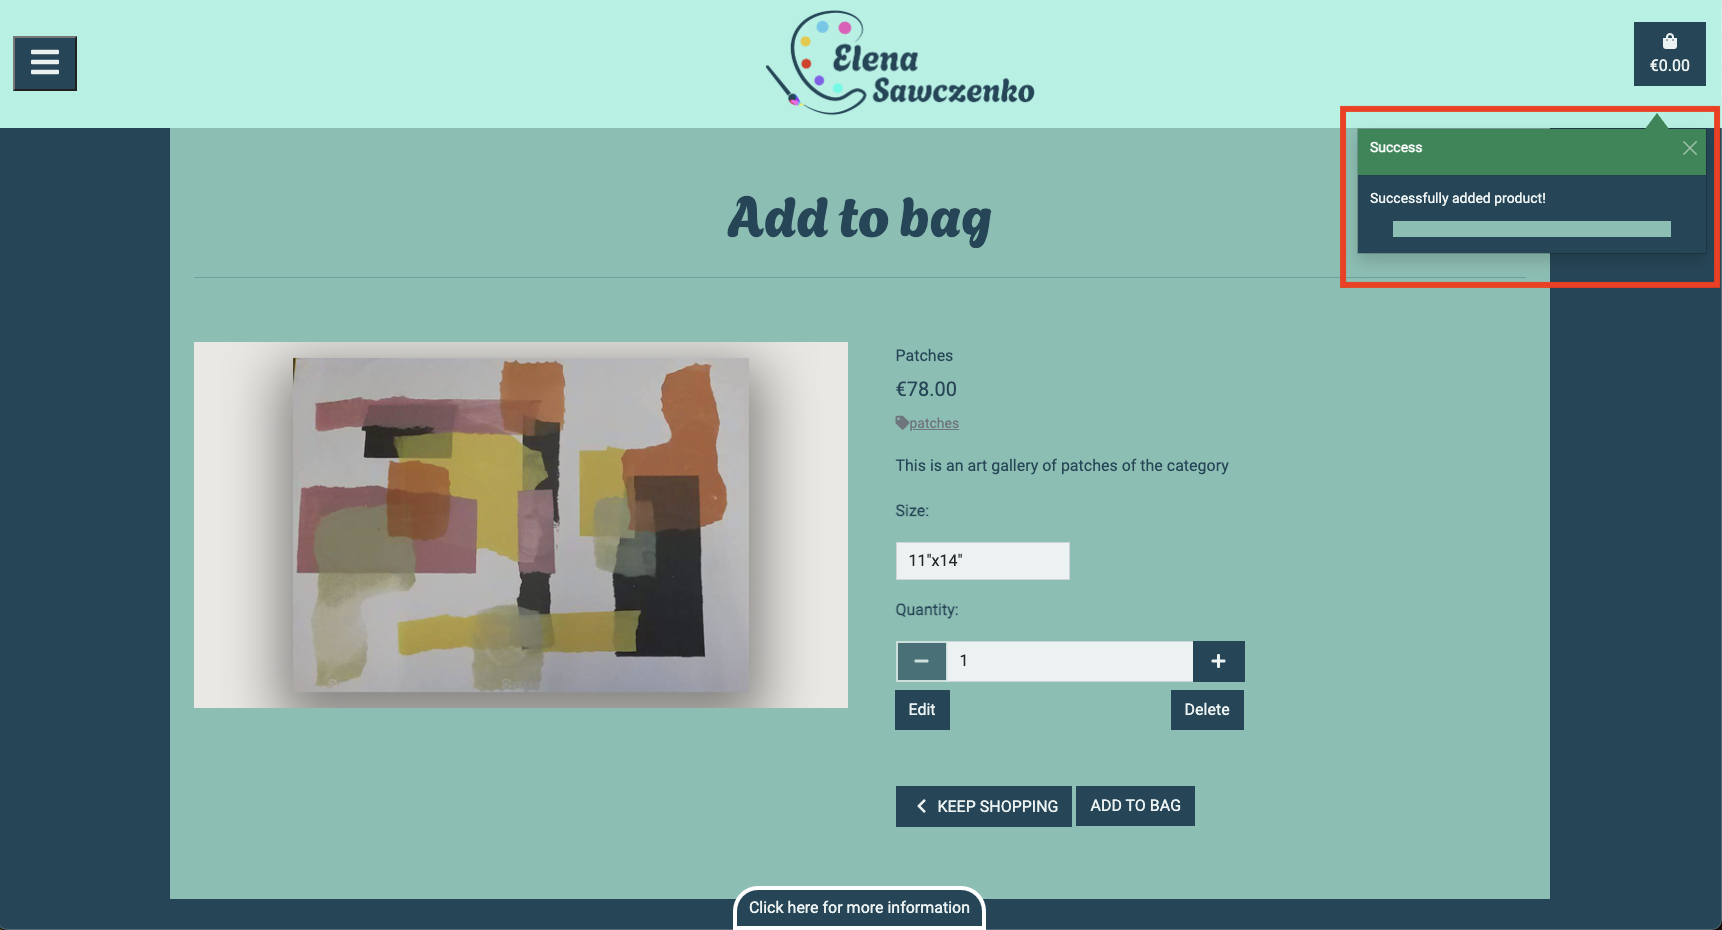 Elena
Sawczenko
€0.00
Success
Successfully added product!
Add to bag
Patches
€78.00
patches
This is an art gallery of patches of the category
Size:
11"x14"
Quantity:
1
Edit
Delete
KEEP SHOPPING
ADD TO BAG
Click here for more information